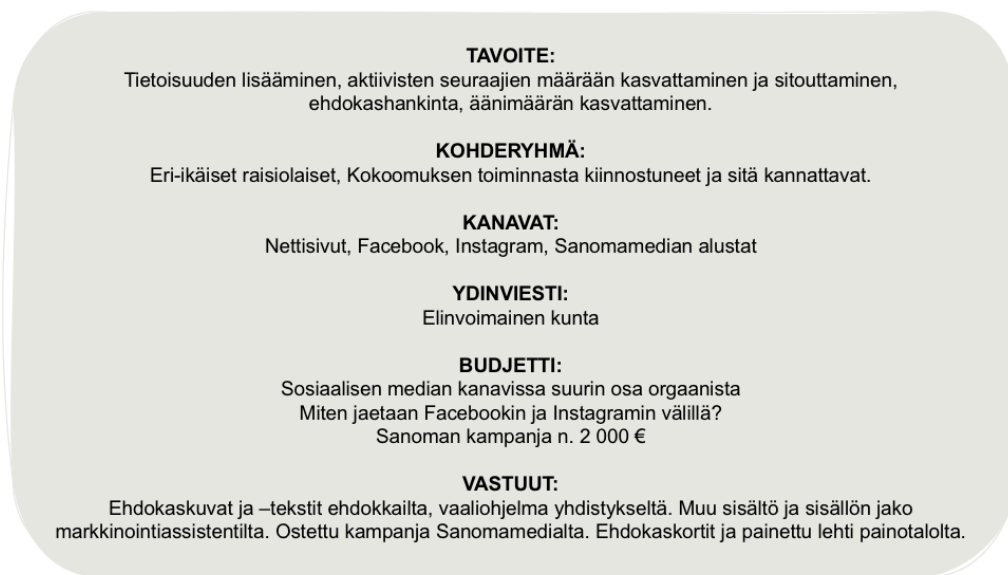 TAVOITE:
Tietoisuuden lisääminen, aktiivisten seuraajien määrään kasvattaminen ja sitouttaminen,
ehdokashankinta, äänimäärän kasvattaminen.
KOHDERYHMÄ:
Eri-ikäiset raisiolaiset, Kokoomuksen toiminnasta kiinnostuneet ja sitä kannattavat.
KANAVAT:
Nettisivut, Facebook, Instagram, Sanomamedian alustat
YDINVIESTI:
Elinvoimainen kunta
BUDJETTI:
Sosiaalisen median kanavissa suurin osa orgaanista
Miten jaetaan Facebookin ja Instagramin välillä?
Sanoman kampanja n. 2 000 €
VASTUUT:
Ehdokaskuvat ja –tekstit ehdokkailta, vaaliohjelma yhdistykseltä. Muu sisältö ja sisällön jako
markkinointiassistentilta. Ostettu kampanja Sanomamedialta. Ehdokaskortit ja painettu lehti painotalolta.